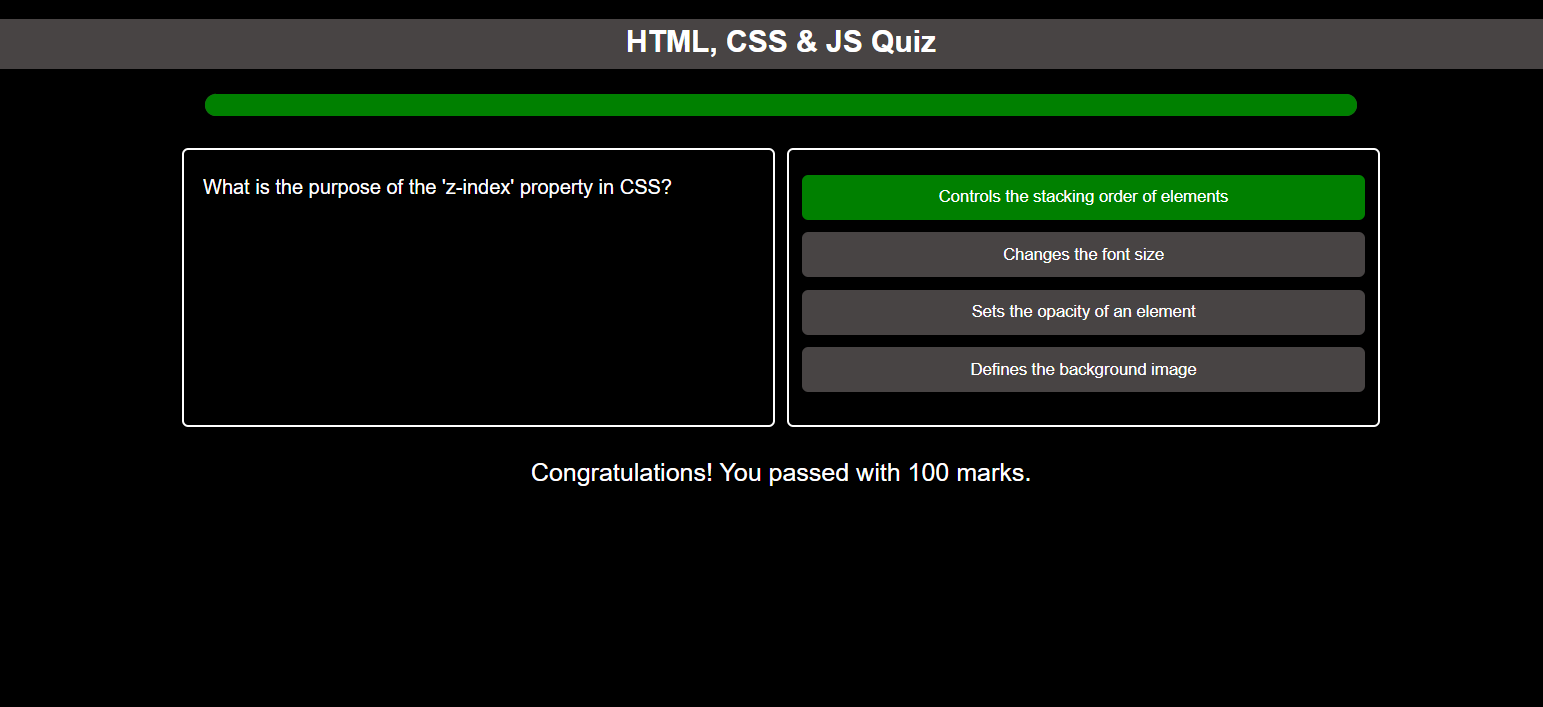 HTML, CSS & JS Quiz
What is the purpose of the 'z-index' property in CSS?
Controls the stacking order of elements
Changes the font size
Sets the opacity of an element
Defines the background image
Congratulations! You passed with 100 marks.